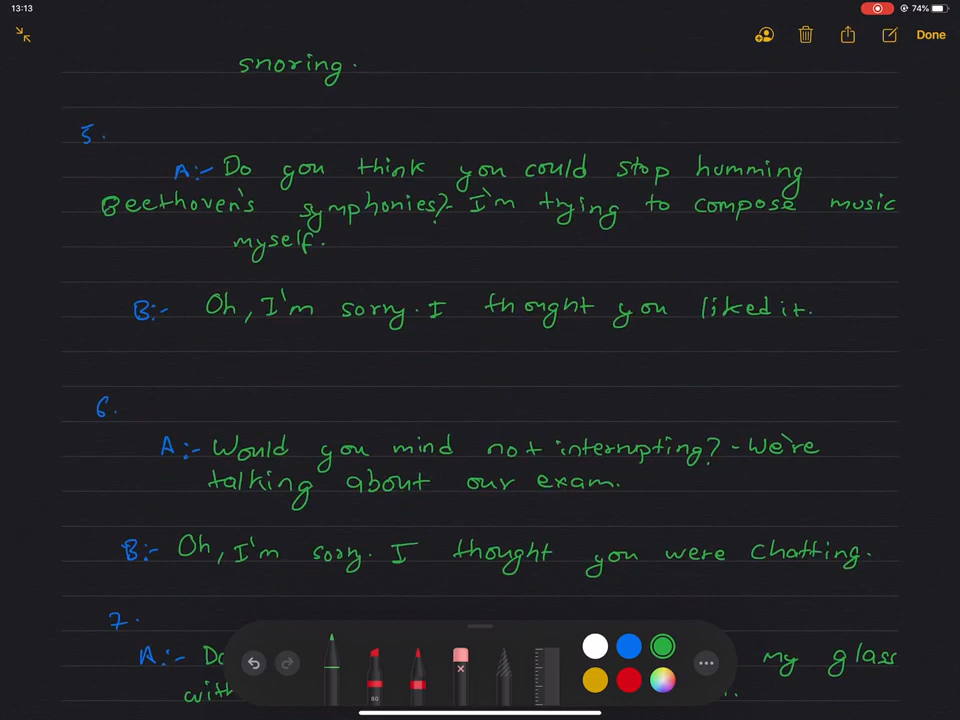 13:13
74%
Done
snoring.
5.
A:- Do you think you could stop humming
Beethoven's symphonies?- I'm trying to compose music
myself.
B:- Oh, I'm sorry. I thought you liked it.
6.
A:- Would you mind not interrupting? - We're
talking about our exam.
B:- Oh, I'm sorry. I thought you were chatting.
7.
A:- Do my glass
80